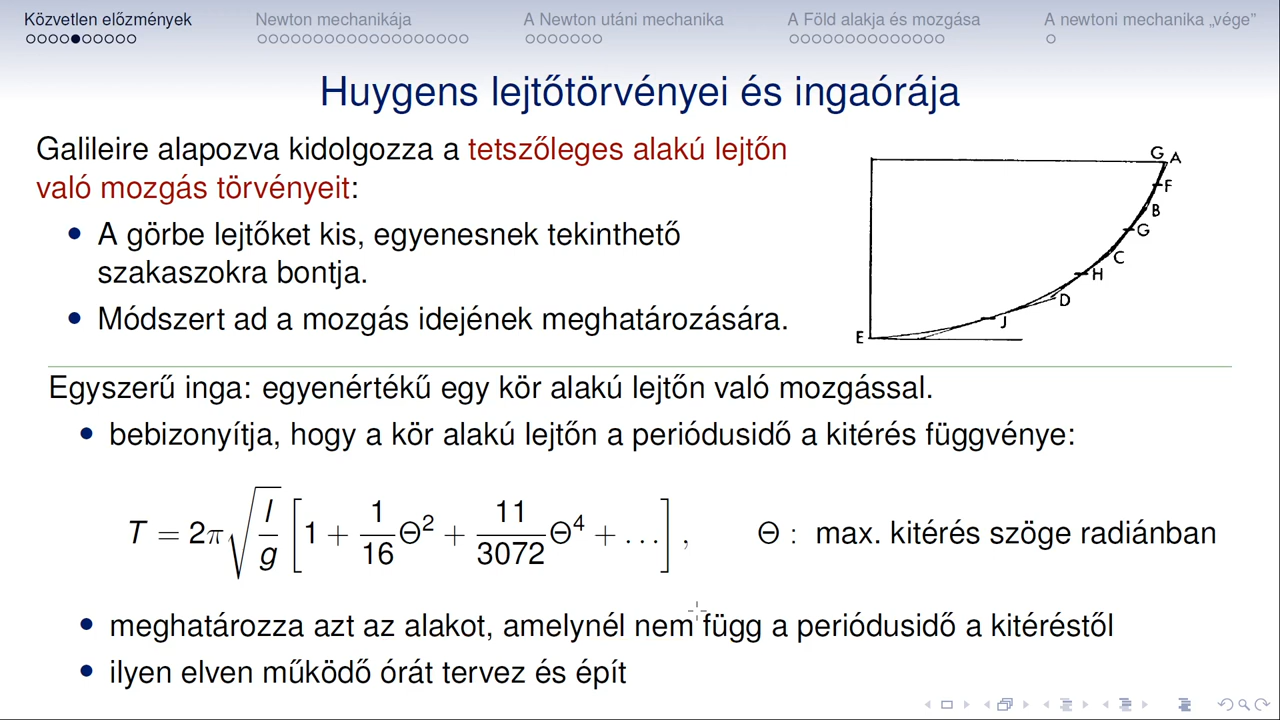 Közvetlen előzmények
Newton mechanikája
A Newton utáni mechanika
A Föld alakja és mozgása
A newtoni mechanika „vége”
Huygens lejtőtörvényei és ingaórája
Galileire alapozva kidolgozza a tetszőleges alakú lejtőn
való mozgás törvényeit:
• A görbe lejtőket kis, egyenesnek tekinthető
szakaszokra bontja.
• Módszert ad a mozgás idejének meghatározására.
G A
F
B
G
C
H
D
J
E
Egyszerű inga: egyenértékű egy kör alakú lejtőn való mozgással.
• bebizonyítja, hogy a kör alakú lejtőn a periódusidő a kitérés függvénye:
T = 2π√(l/g) [1 + 1/16 Θ² + 11/3072 Θ⁴ + …], Θ : max. kitérés szöge radiánban
• meghatározza azt az alakot, amelynél nem függ a periódusidő a kitéréstől
• ilyen elven működő órát tervez és épít